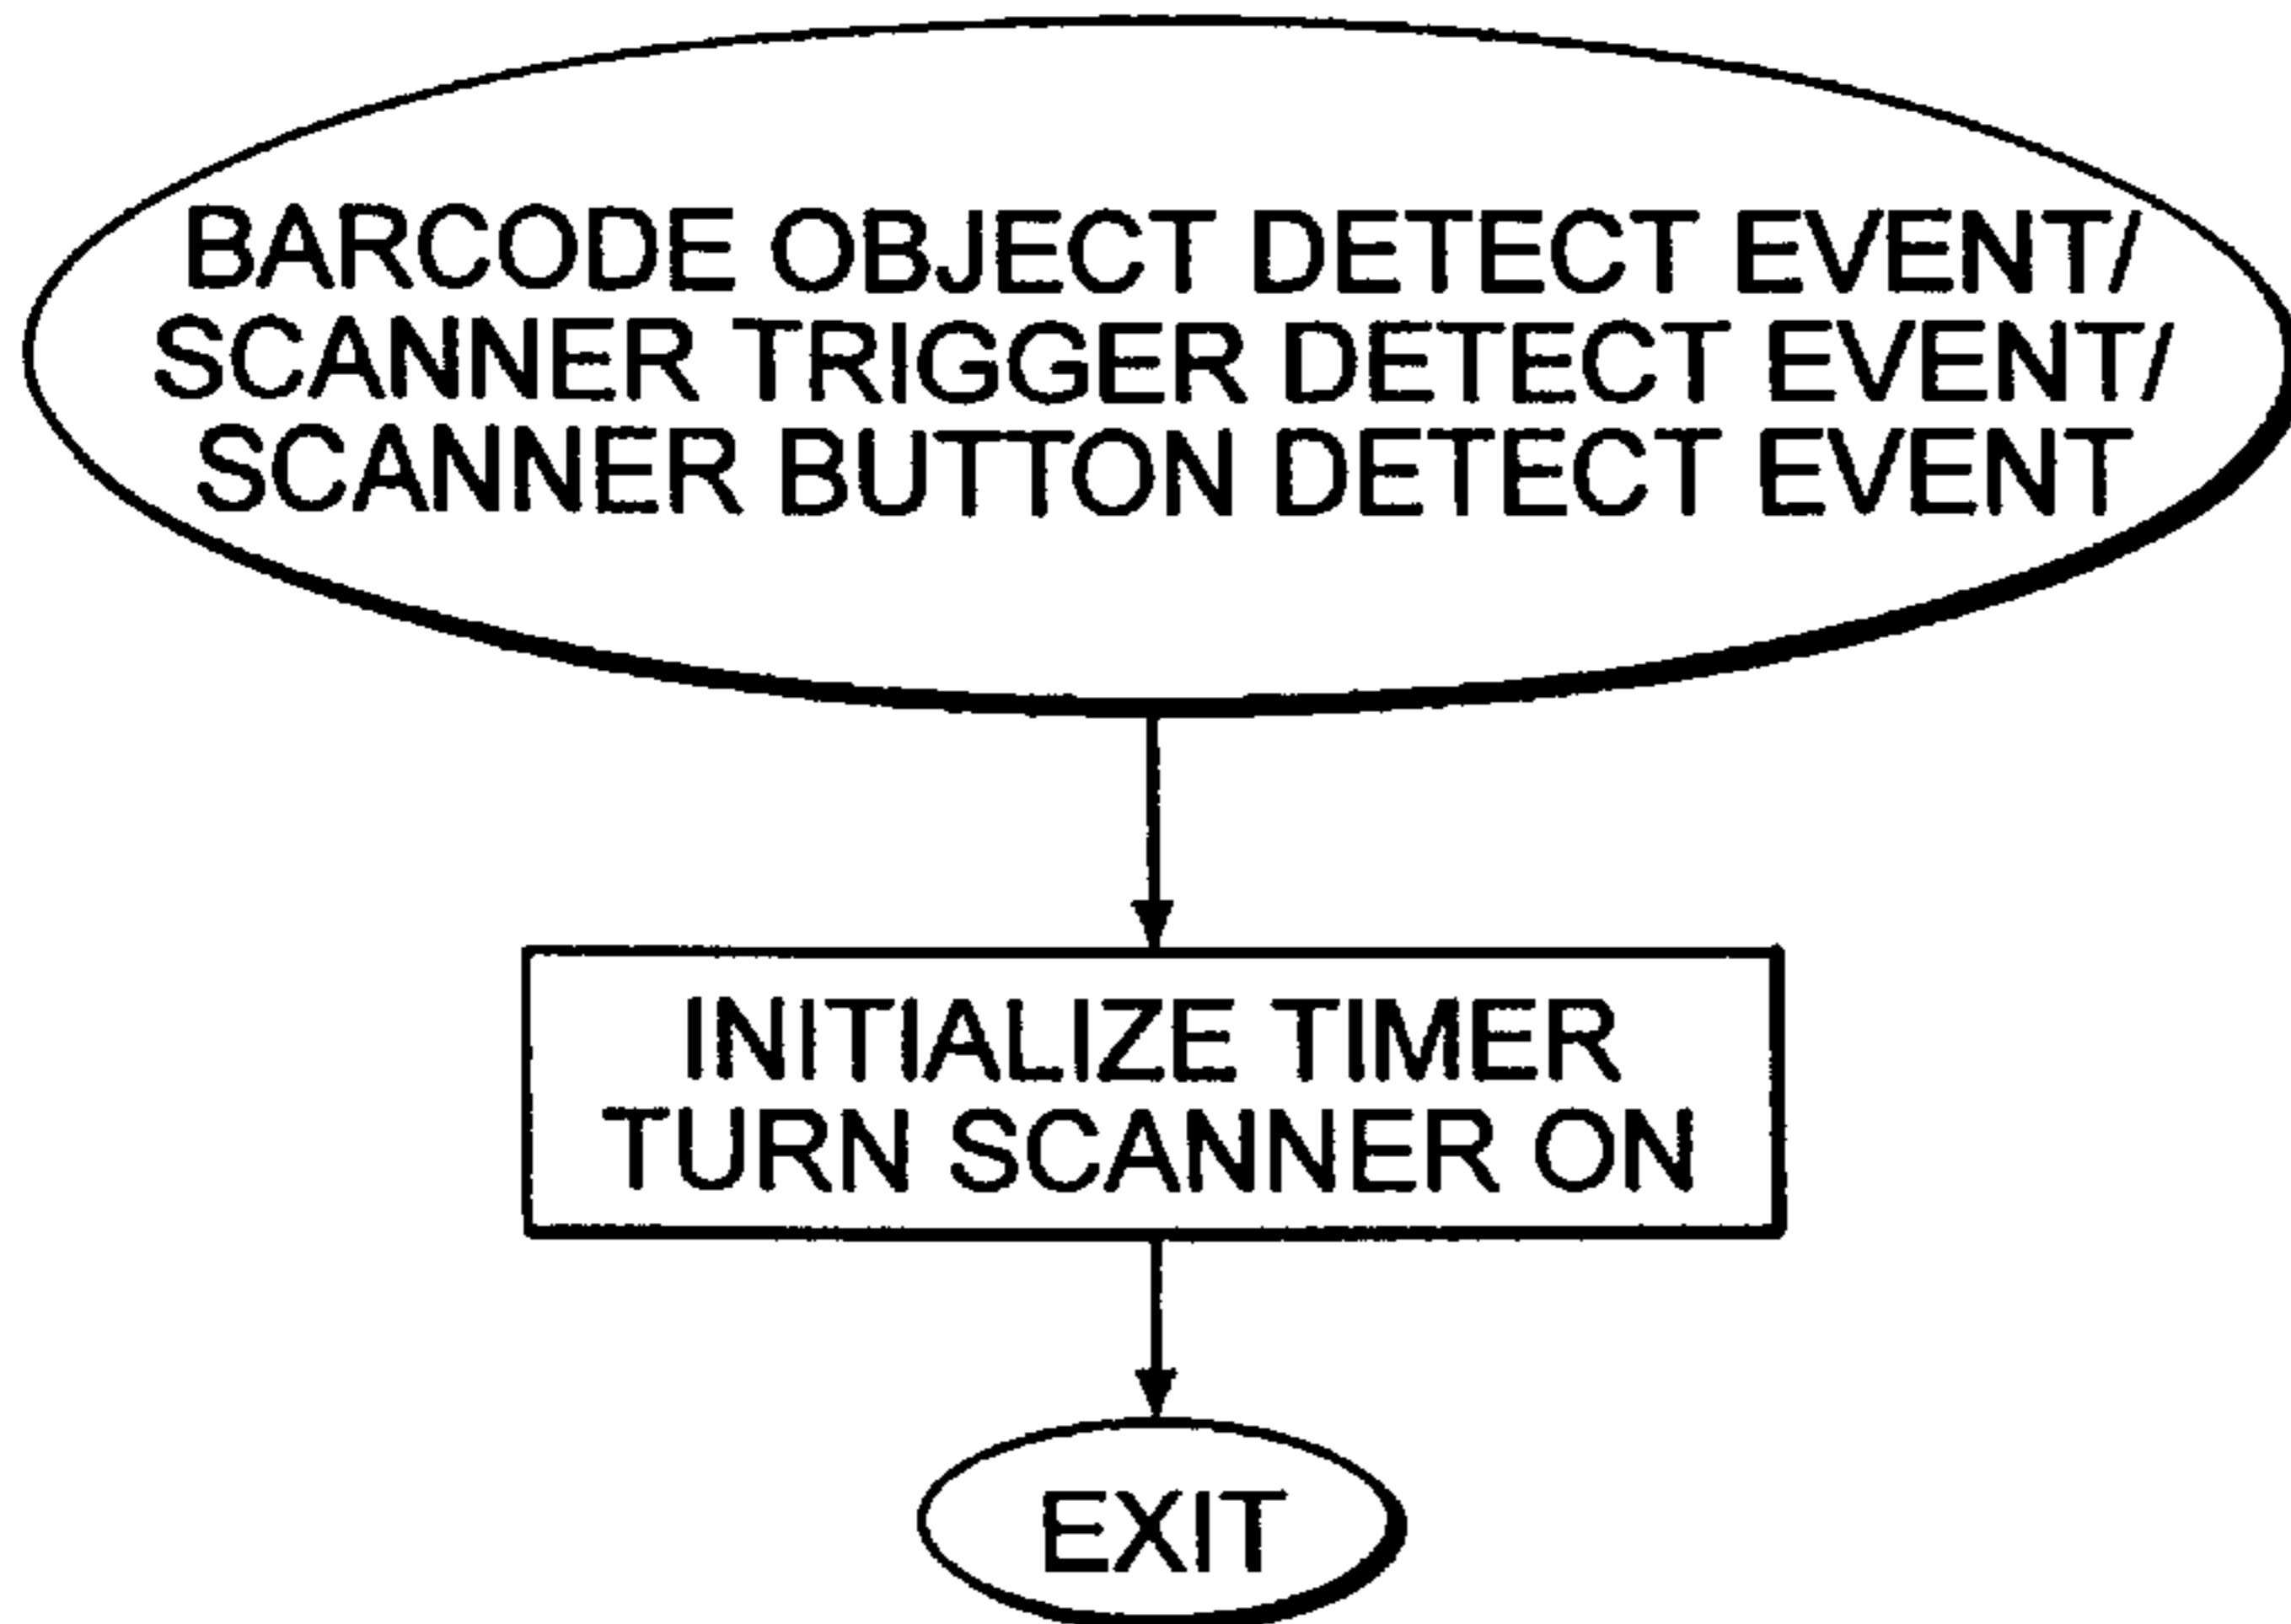 BARCODE OBJECT DETECT EVENT/
SCANNER TRIGGER DETECT EVENT/
SCANNER BUTTON DETECT EVENT
INITIALIZE TIMER
TURN SCANNER ON
EXIT